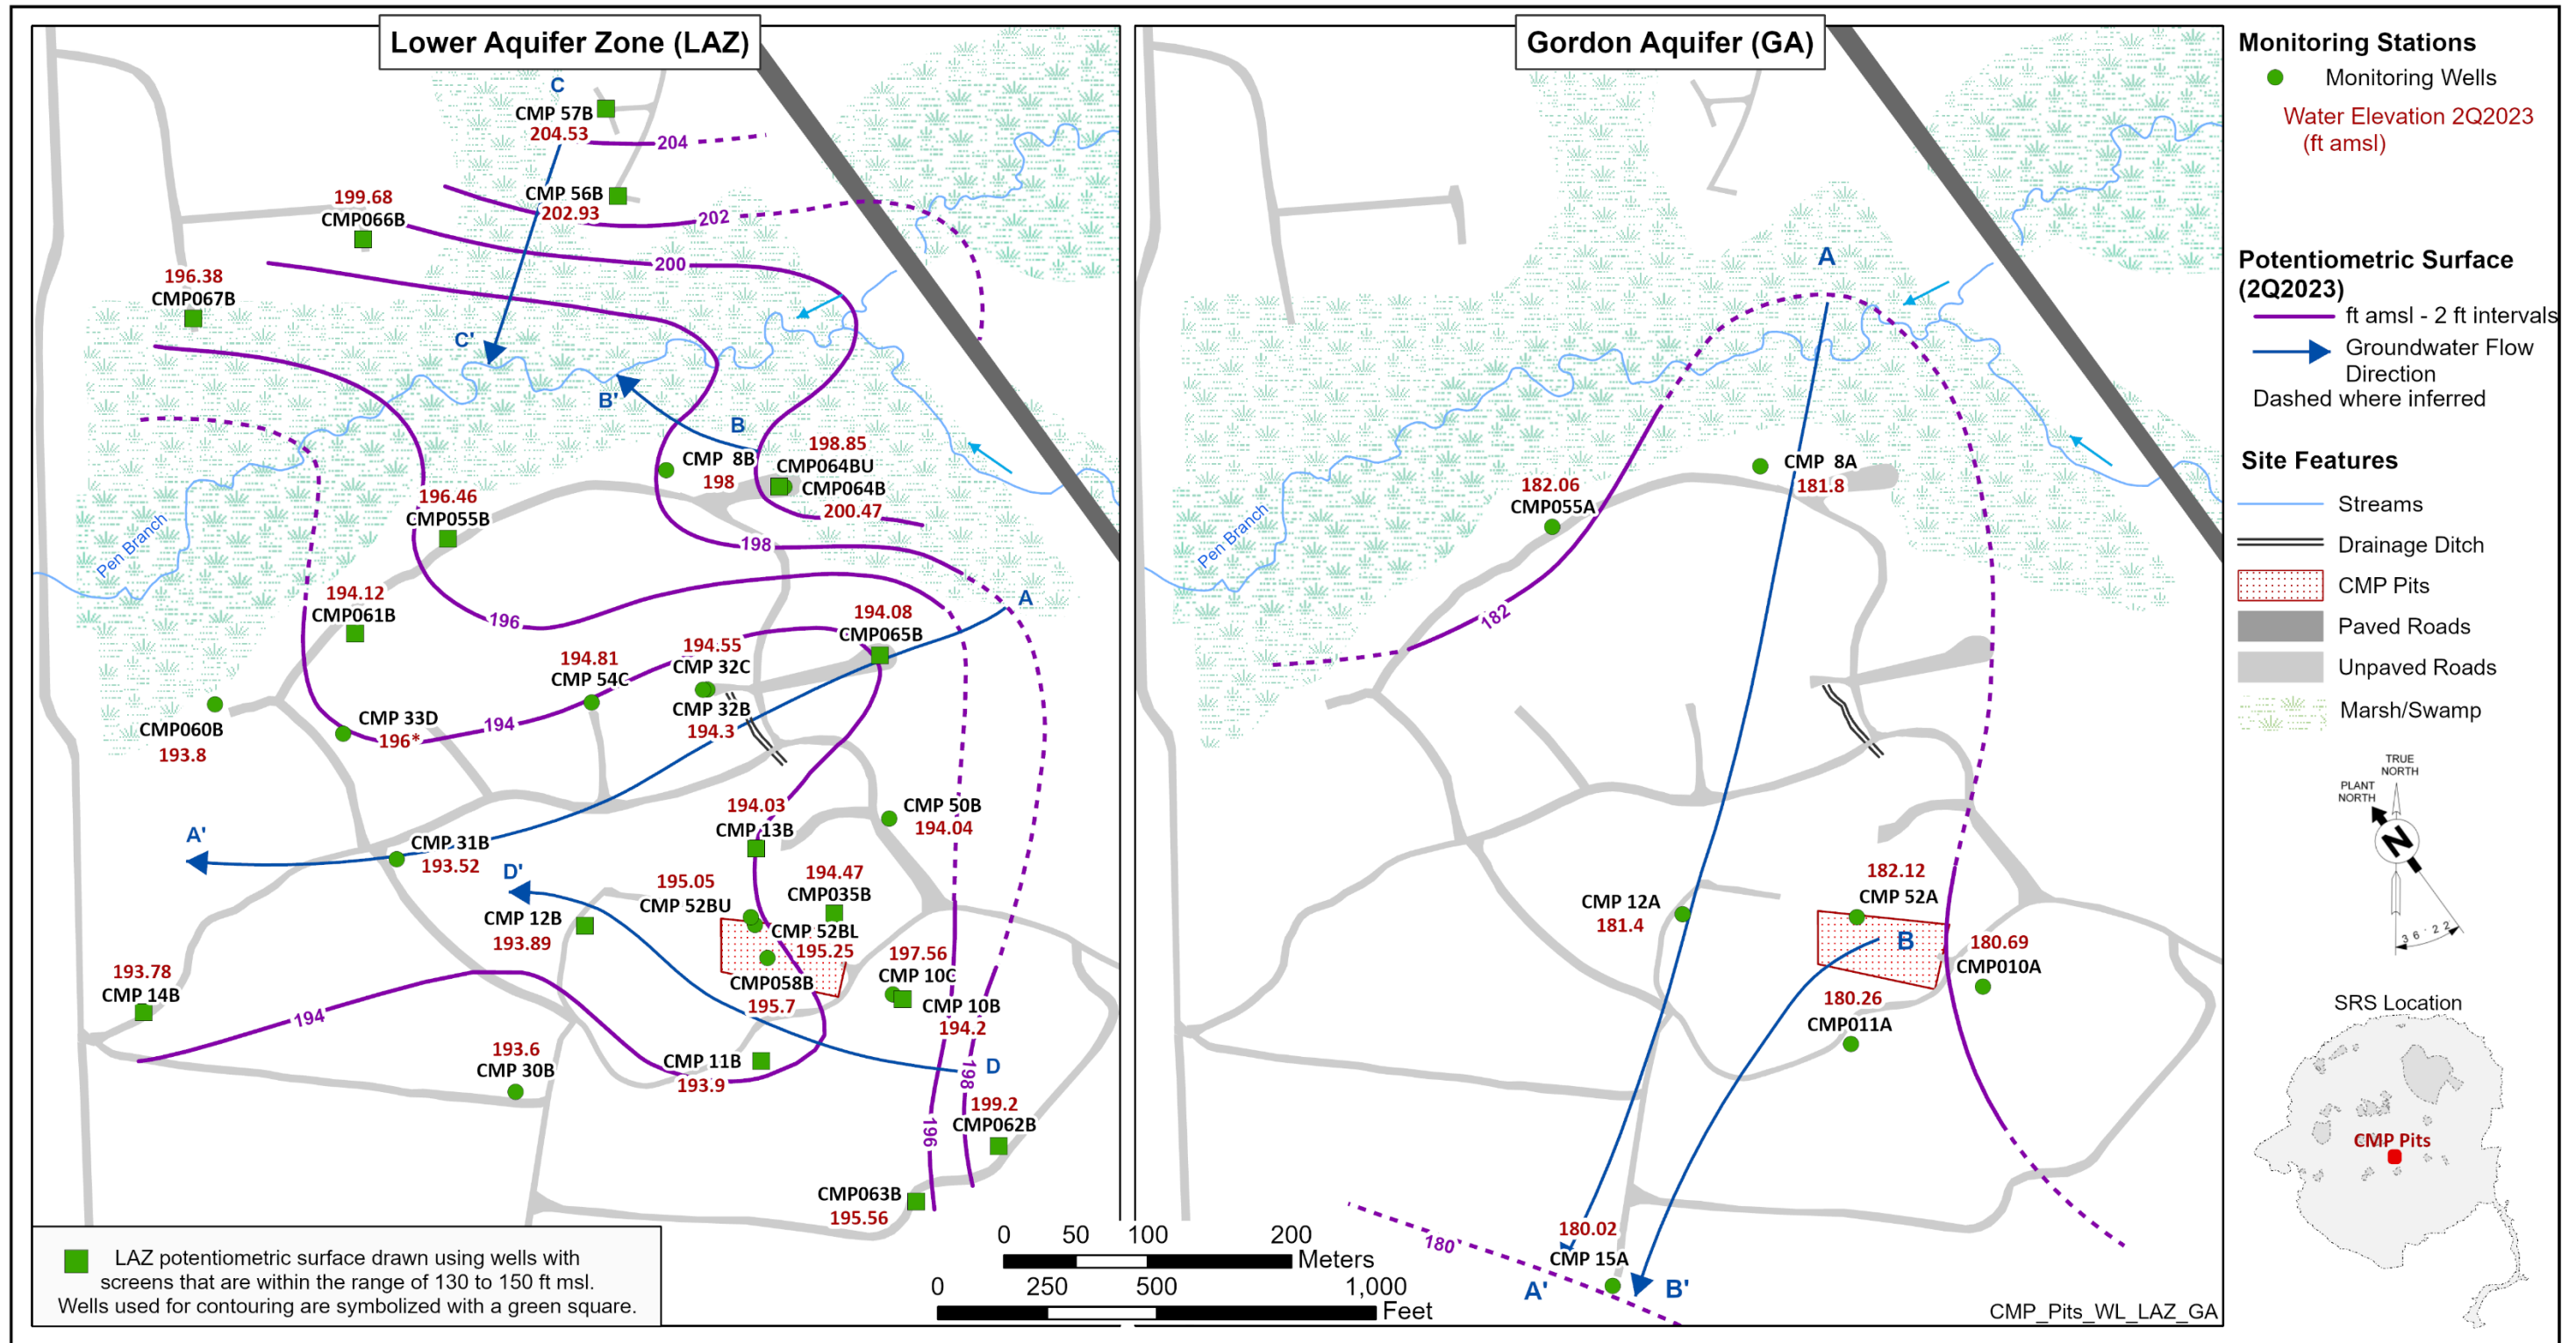 Lower Aquifer Zone (LAZ)
C
CMP 57B
204.53
204
CMP 56B
202.93
202
199.68
CMP066B
200
196.38
CMP067B
C'
B'
B
198.85
CMP064BU
CMP064B
200.47
CMP 8B
198
198
196.46
CMP055B
Pen Branch
194.12
CMP061B
196
A
194.08
CMP065B
194.55
CMP 32C
CMP 32B
194.3
194.81
CMP 54C
CMP 33D
196*
194
CMP060B
193.8
A'
CMP 31B
193.52
194.03
CMP 13B
CMP 50B
194.04
D'
CMP 12B
193.89
195.05
CMP 52BU
194.47
CMP035B
CMP 52BL
195.25
CMP058B
195.7
197.56
CMP 10C
CMP 10B
194.2
193.78
CMP 14B
194
193.6
CMP 30B
CMP 11B
193.9
D
198
199.2
CMP062B
196
CMP063B
195.56
LAZ potentiometric surface drawn using wells with
screens that are within the range of 130 to 150 ft msl.
Wells used for contouring are symbolized with a green square.
0 50 100 200
Meters
0 250 500 1,000
Feet
Gordon Aquifer (GA)
A
CMP 8A
181.8
182.06
CMP055A
Pen Branch
182
CMP 12A
181.4
182.12
CMP 52A
B
180.69
CMP010A
180.26
CMP011A
180
180.02
CMP 15A
A'
B'
CMP_Pits_WL_LAZ_GA
Monitoring Stations
Monitoring Wells
Water Elevation 2Q2023
(ft amsl)
Potentiometric Surface
(2Q2023)
ft amsl - 2 ft intervals
Groundwater Flow
Direction
Dashed where inferred
Site Features
Streams
Drainage Ditch
CMP Pits
Paved Roads
Unpaved Roads
Marsh/Swamp
TRUE
NORTH
PLANT
NORTH
N
36°22'
SRS Location
CMP Pits